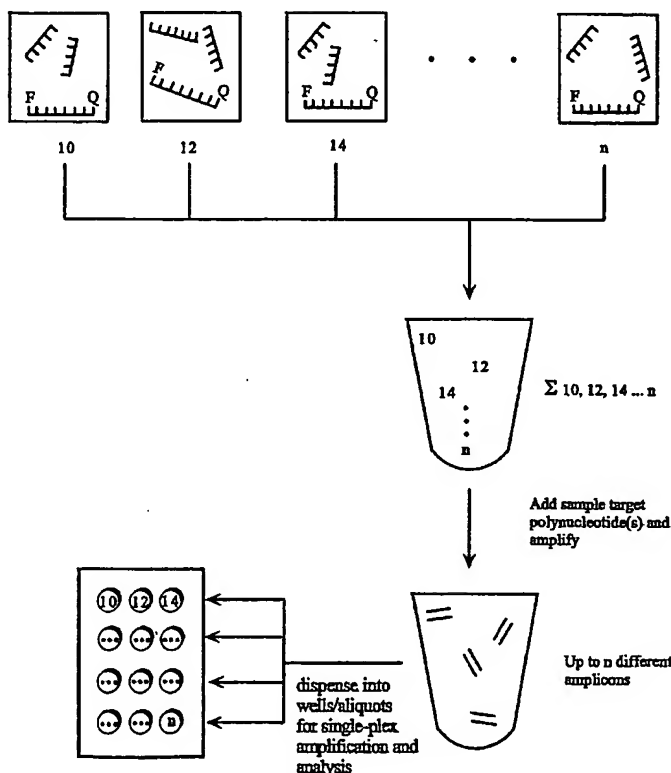 F Q
F Q
F Q
F Q
10 12 14 n
10
12
14
n
Σ 10, 12, 14 ... n
Add sample target
polynucleotide(s) and
amplify
10 12 14
... ... ...
... ... ...
... ... n
Up to n different
amplicons
dispense into
wells/aliquots
for single-plex
amplification and
analysis